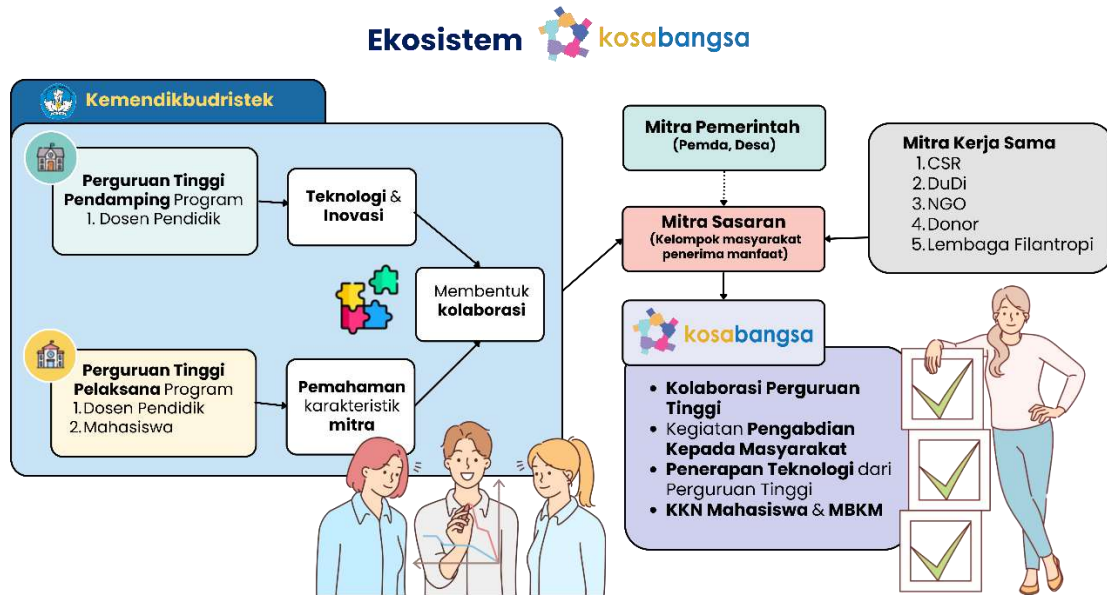 Ekosistem kosabangsa
Kemendikbudristek
Perguruan Tinggi
Pendamping Program
1. Dosen Pendidik
Teknologi &
Inovasi
Membentuk
kolaborasi
Perguruan Tinggi
Pelaksana Program
1. Dosen Pendidik
2. Mahasiswa
Pemahaman
karakteristik
mitra
Mitra Pemerintah
(Pemda, Desa)
Mitra Sasaran
(Kelompok masyarakat
penerima manfaat)
Mitra Kerja Sama
1. CSR
2. DuDi
3. NGO
4. Donor
5. Lembaga Filantropi
kosabangsa
• Kolaborasi Perguruan
Tinggi
• Kegiatan Pengabdian
Kepada Masyarakat
• Penerapan Teknologi dari
Perguruan Tinggi
• KKN Mahasiswa & MBKM